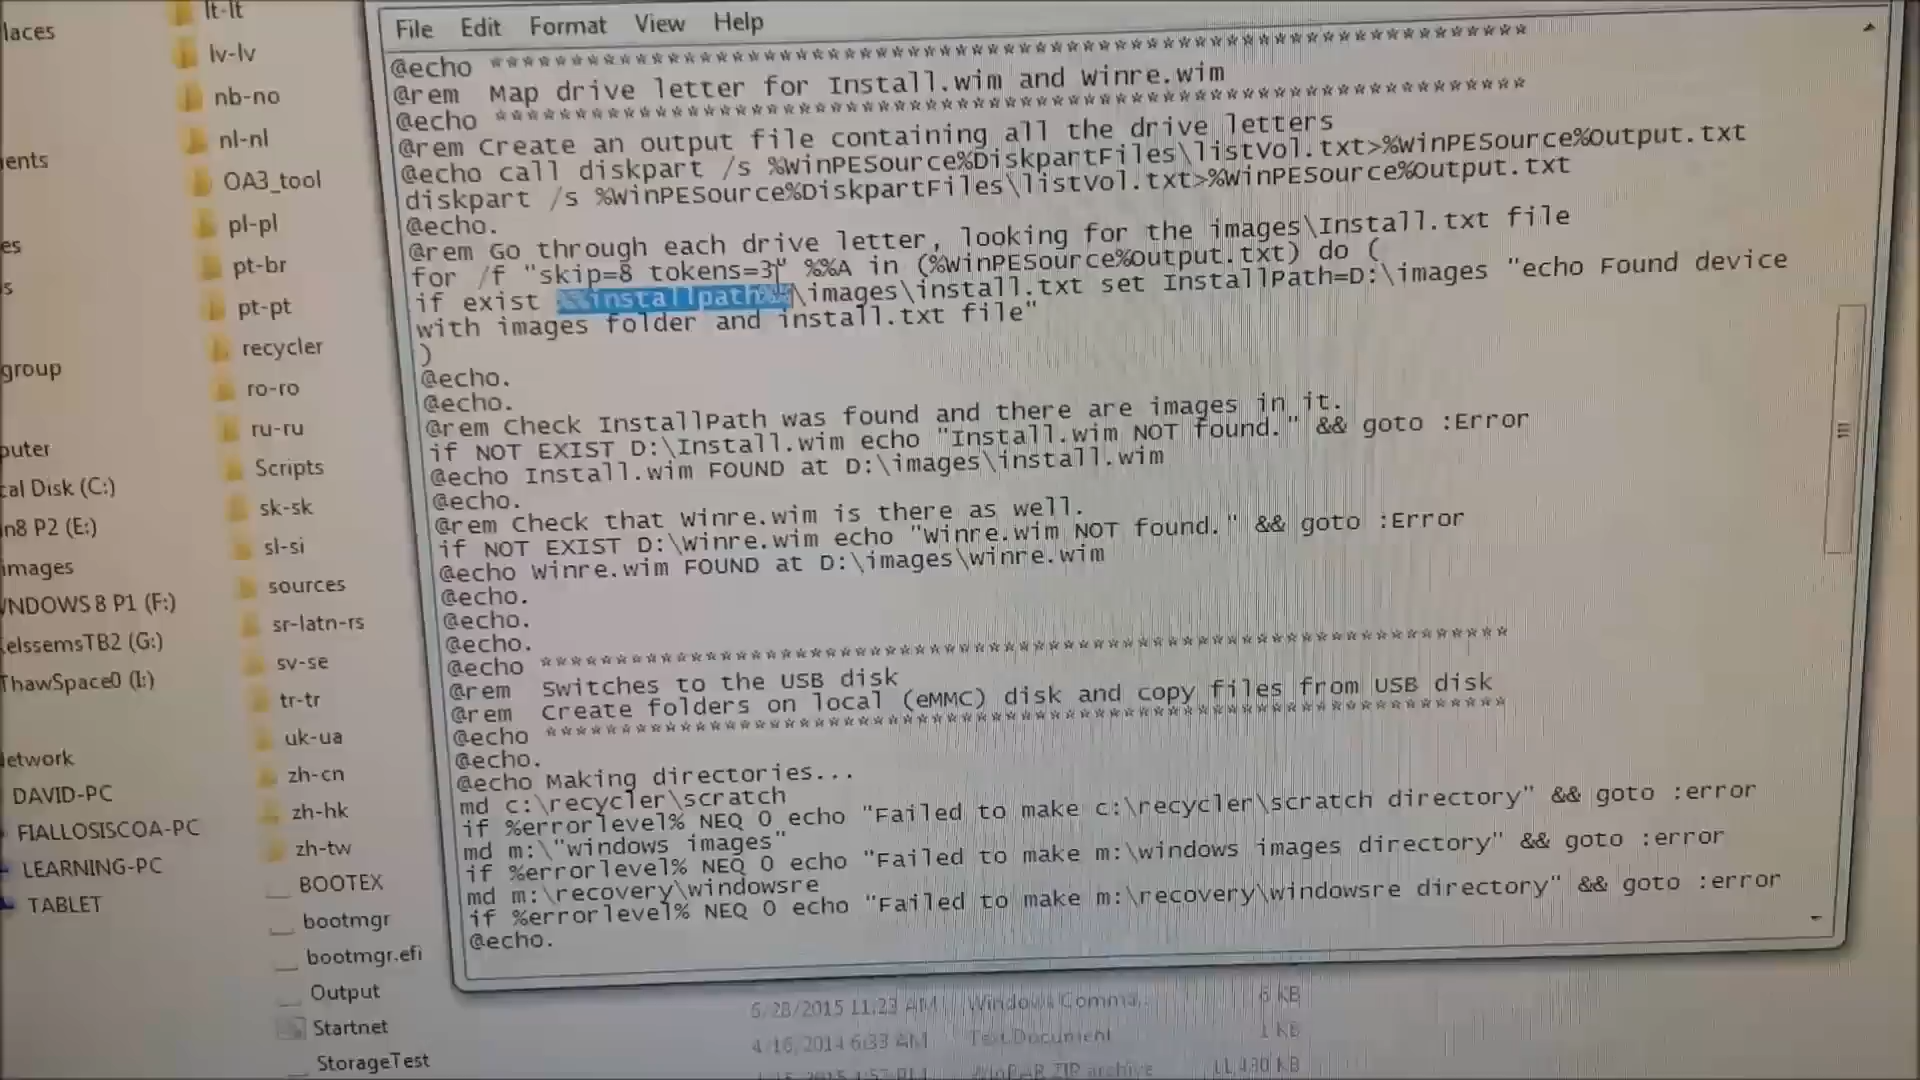 laces
ents
es
s
group
puter
cal Disk (C:)
n8 P2 (E:)
images
WNDOWS 8 P1 (F:)
elssemsTB2 (G:)
ThawSpace0 (I:)
etwork
DAVID-PC
FIALLOSISCOA-PC
LEARNING-PC
TABLET
lt-lt
lv-lv
nb-no
nl-nl
OA3_tool
pl-pl
pt-br
pt-pt
recycler
ro-ro
ru-ru
Scripts
sk-sk
sl-si
sources
sr-latn-rs
sv-se
tr-tr
uk-ua
zh-cn
zh-hk
zh-tw
BOOTEX
bootmgr
bootmgr.efi
Output
Startnet
StorageTest
File Edit Format View Help
@echo ******************************************************************************
@rem  Map drive letter for Install.wim and Winre.wim
@echo ******************************************************************************
@rem Create an output file containing all the drive letters
@echo call diskpart /s %WinPESource%DiskpartFiles\listVol.txt>%WinPESource%Output.txt
diskpart /s %WinPESource%DiskpartFiles\listVol.txt>%WinPESource%Output.txt
@echo.
@rem Go through each drive letter, looking for the images\Install.txt file
for /f "skip=8 tokens=3" %%A in (%WinPESource%Output.txt) do (
if exist %%installpath%%\images\install.txt set InstallPath=D:\images "echo Found device
with images folder and install.txt file"
)
@echo.
@echo.
@rem Check InstallPath was found and there are images in it.
if NOT EXIST D:\Install.wim echo "Install.wim NOT found." && goto :Error
@echo Install.wim FOUND at D:\images\install.wim
@echo.
@rem Check that Winre.wim is there as well.
if NOT EXIST D:\Winre.wim echo "Winre.wim NOT found." && goto :Error
@echo Winre.wim FOUND at D:\images\winre.wim
@echo.
@echo.
@echo.
@echo ******************************************************************************
@rem  Switches to the USB disk
@rem  Create folders on local (eMMC) disk and copy files from USB disk
@echo ******************************************************************************
@echo.
@echo Making directories...
md c:\recycler\scratch
if %errorlevel% NEQ 0 echo "Failed to make c:\recycler\scratch directory" && goto :error
md m:\"windows images"
if %errorlevel% NEQ 0 echo "Failed to make m:\windows images directory" && goto :error
md m:\recovery\windowsre
if %errorlevel% NEQ 0 echo "Failed to make m:\recovery\windowsre directory" && goto :error
@echo.
6/28/2015 11:23 AM Windows Comma... 6 KB
4/16/2014 6:33 AM Text Document 1 KB
WinRAR ZIP archive 11,430 KB